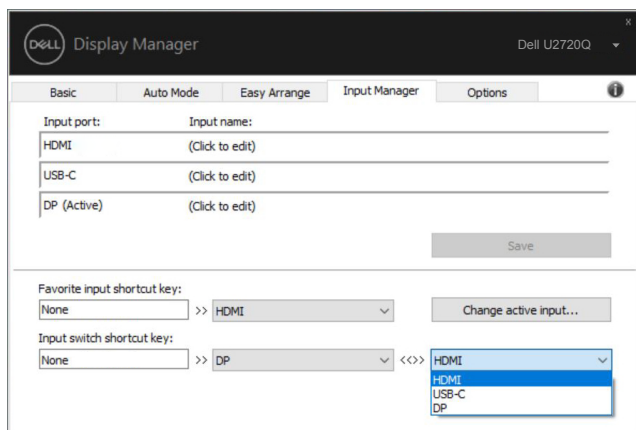 x
DELL Display Manager Dell U2720Q
Basic Auto Mode Easy Arrange Input Manager Options i
Input port: Input name:
HDMI (Click to edit)
USB-C (Click to edit)
DP (Active) (Click to edit)
Save
Favorite input shortcut key:
None >> HDMI Change active input...
Input switch shortcut key:
None >> DP <<>> HDMI
HDMI
USB-C
DP